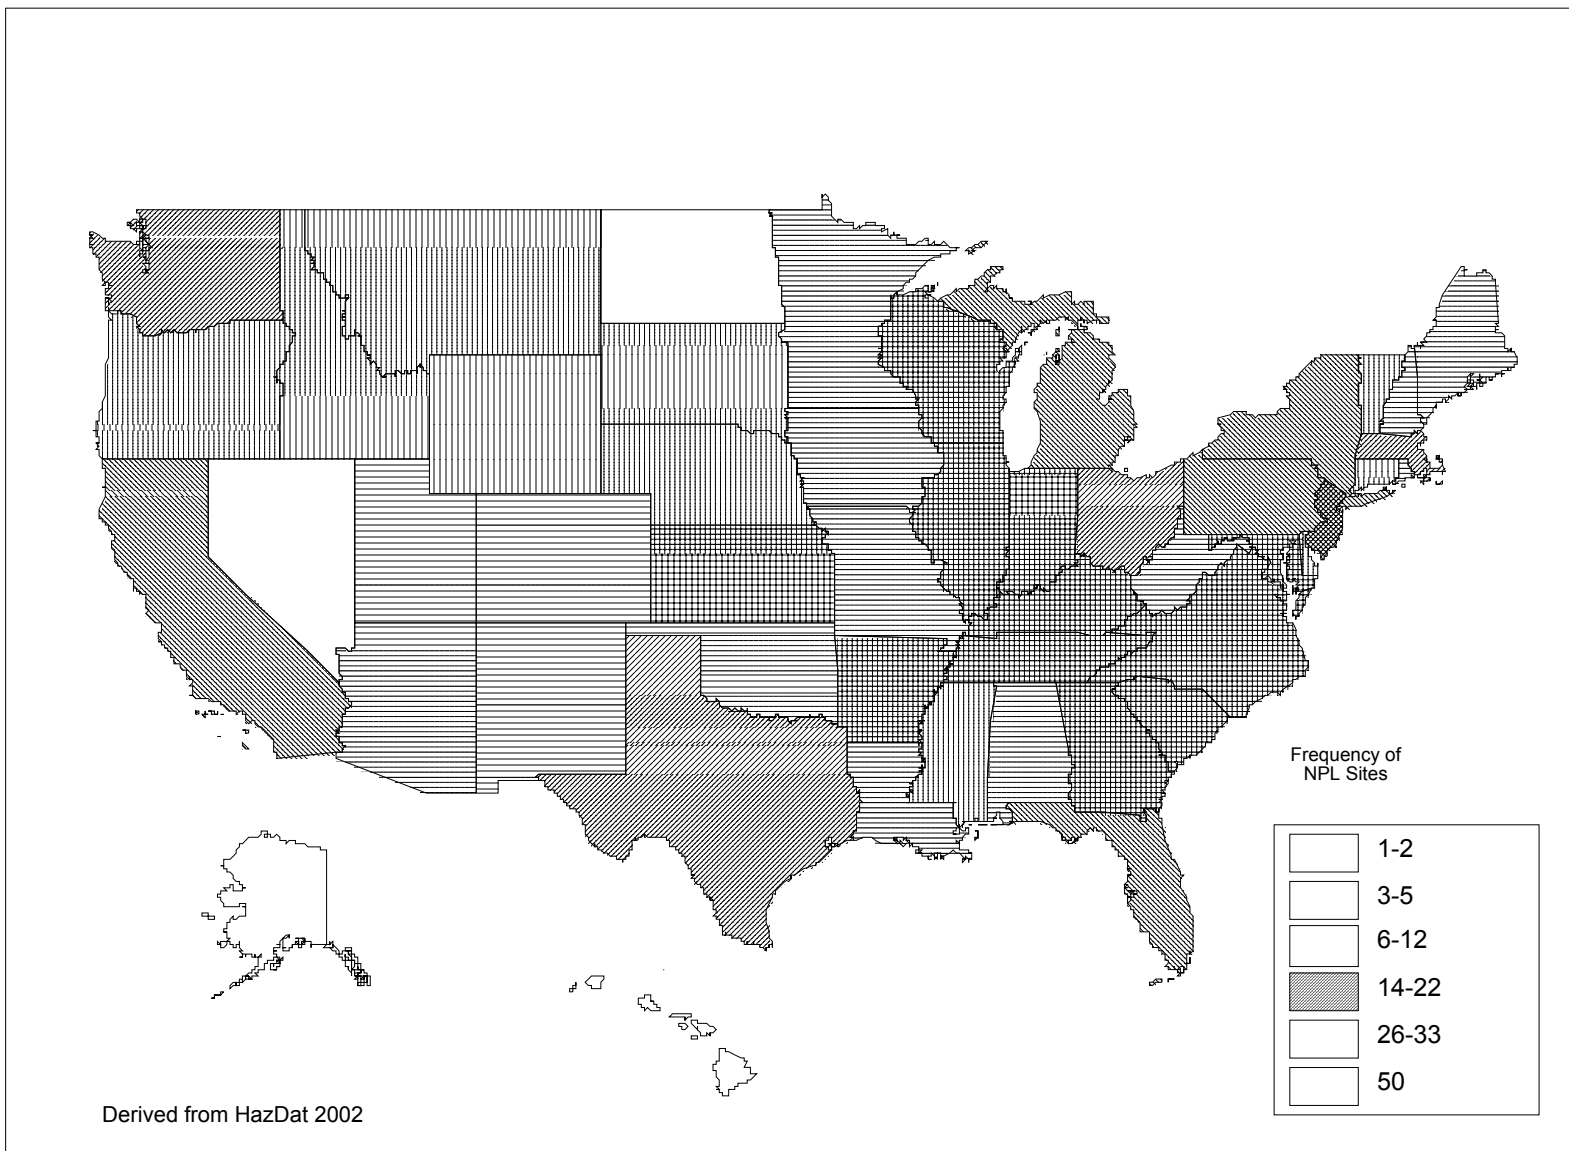 Frequency of
NPL Sites
1-2
3-5
6-12
14-22
26-33
50
Derived from HazDat 2002